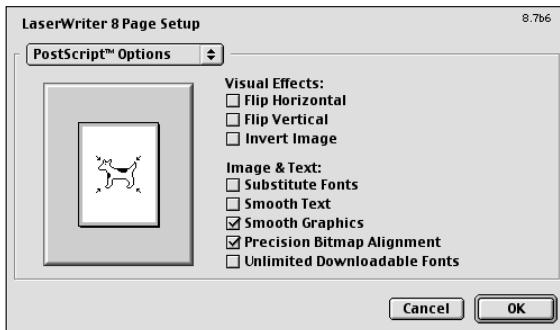 LaserWriter 8 Page Setup
8.7b6
PostScript™ Options
Visual Effects:
Flip Horizontal
Flip Vertical
Invert Image
Image & Text:
Substitute Fonts
Smooth Text
Smooth Graphics
Precision Bitmap Alignment
Unlimited Downloadable Fonts
Cancel
OK